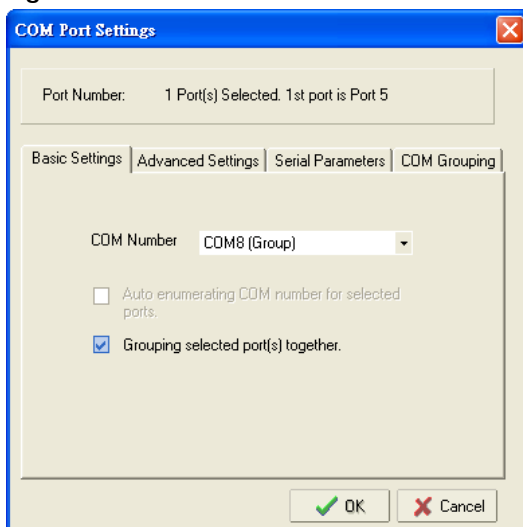 COM Port Settings
Port Number: 1 Port(s) Selected. 1st port is Port 5
Basic Settings Advanced Settings Serial Parameters COM Grouping
COM Number COM8 (Group)
Auto enumerating COM number for selected
ports.
Grouping selected port(s) together.
OK Cancel